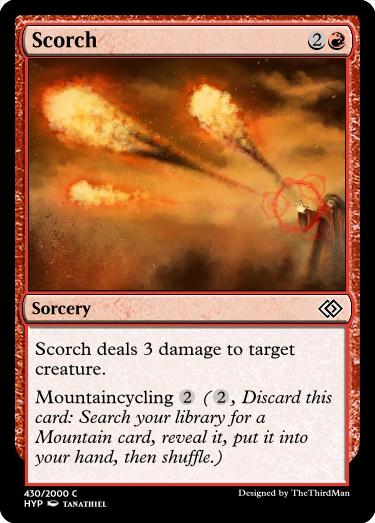 Scorch 2
Sorcery
Scorch deals 3 damage to target
creature.
Mountaincycling 2 ( 2, Discard this
card: Search your library for a
Mountain card, reveal it, put it into
your hand, then shuffle.)
430/2000 C
HYP TANATHIEL
Designed by TheThirdMan